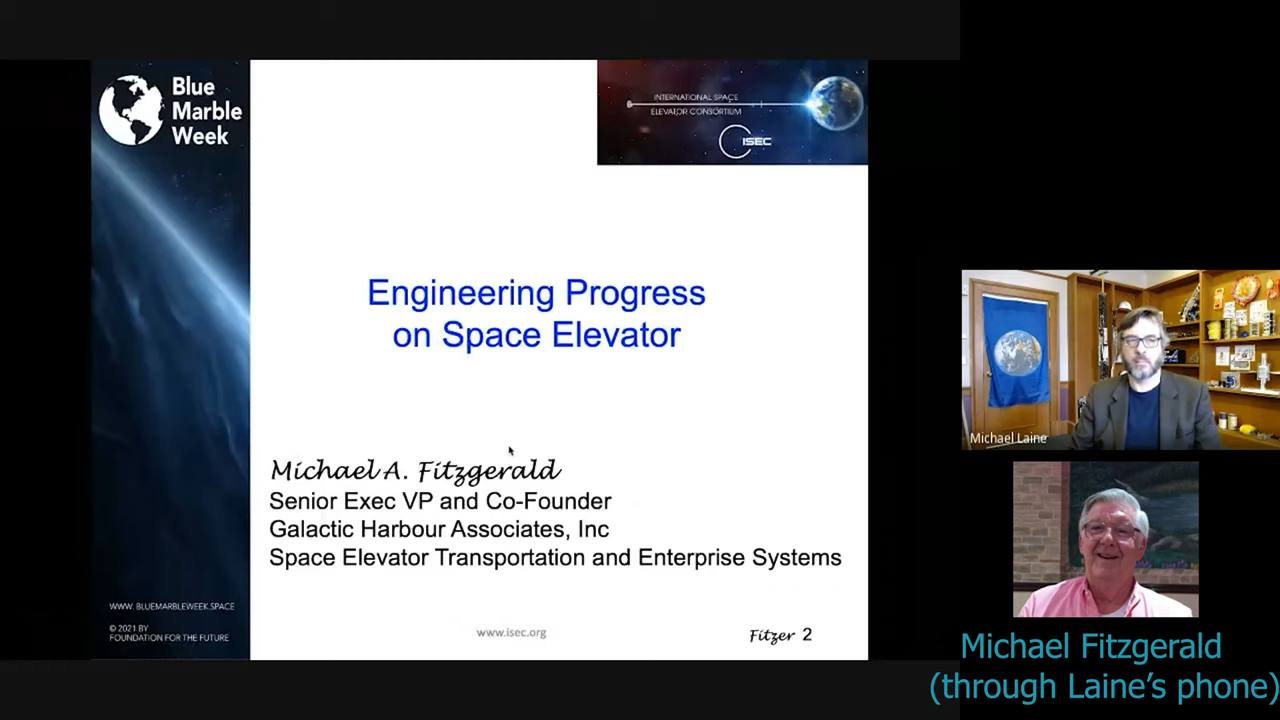 Blue
Marble
Week
INTERNATIONAL SPACE
ELEVATOR CONSORTIUM
ISEC
Engineering Progress
on Space Elevator
Michael A. Fitzgerald
Senior Exec VP and Co-Founder
Galactic Harbour Associates, Inc
Space Elevator Transportation and Enterprise Systems
WWW. BLUEMARBLEWEEK.SPACE
© 2021 BY
FOUNDATION FOR THE FUTURE
www.isec.org
Fitzer 2
Michael Laine
Michael Fitzgerald
(through Laine's phone)